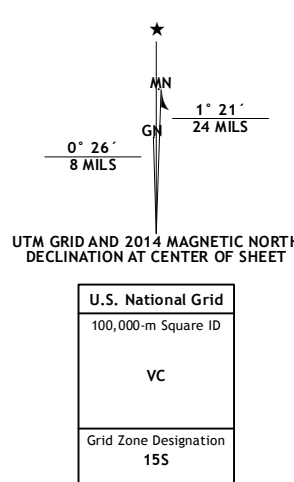 ★
MN
1° 21´
24 MILS
GN
0° 26´
8 MILS
UTM GRID AND 2014 MAGNETIC NORTH
DECLINATION AT CENTER OF SHEET
U.S. National Grid
100,000-m Square ID
VC
Grid Zone Designation
15S